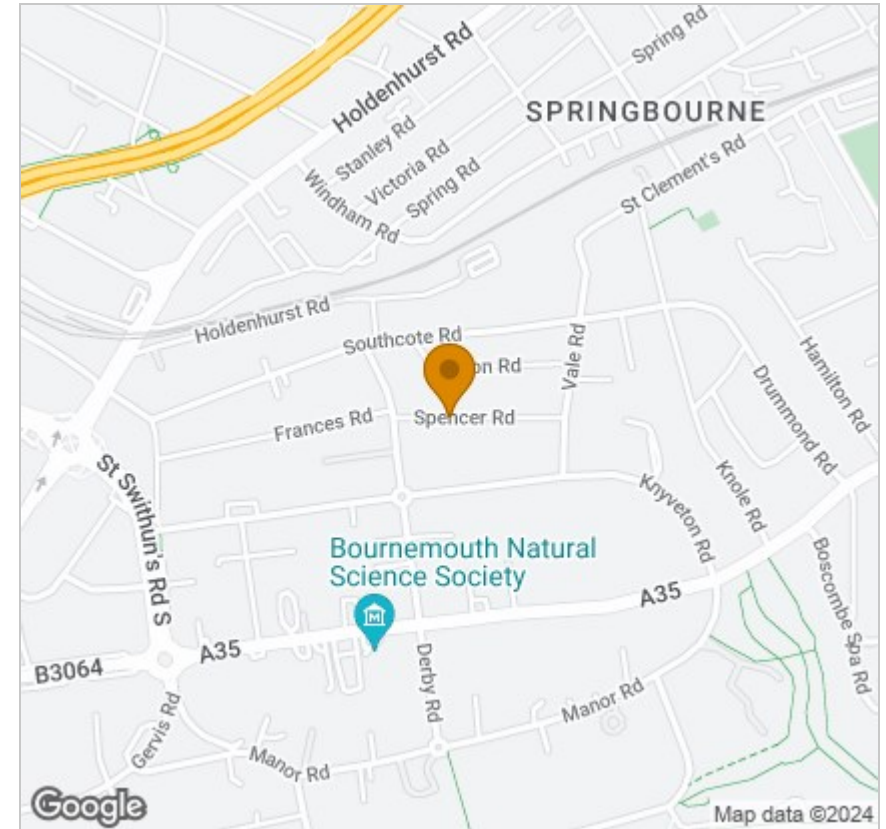 Holdenhurst Rd
Spring Rd
SPRINGBOURNE
Stanley Rd
Victoria Rd
Spring Rd
Windham Rd
St Clement's Rd
Holdenhurst Rd
Southcote Rd
on Rd
Vale Rd
Hamilton Rd
Drummond Rd
Frances Rd
Spencer Rd
St Swithun's Rd S
Knyveton Rd
Knole Rd
Bournemouth Natural
Science Society
M
Boscombe Spa Rd
A35
A35
B3064
Derby Rd
Gervis Rd
Manor Rd
Manor Rd
Google
Map data ©2024